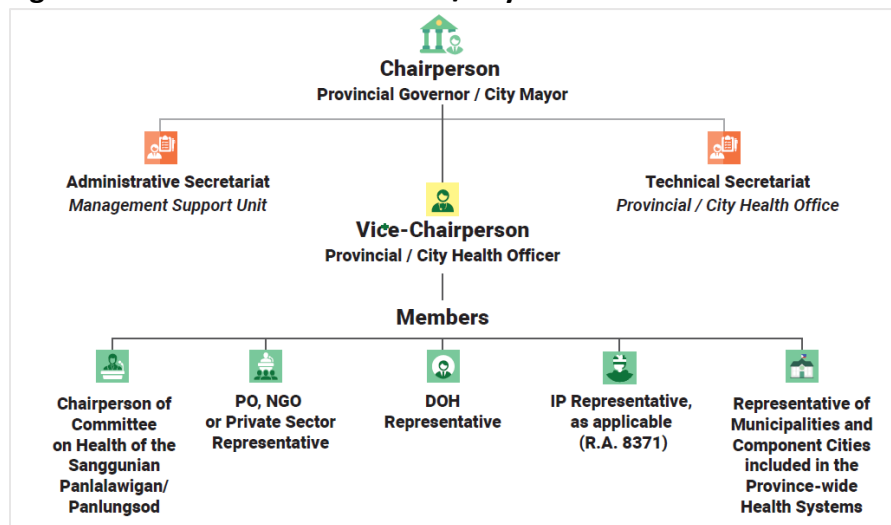 Chairperson
Provincial Governor / City Mayor
Administrative Secretariat
Management Support Unit
Technical Secretariat
Provincial / City Health Office
Vice-Chairperson
Provincial / City Health Officer
Members
Chairperson of
Committee
on Health of the
Sanggunian
Panlalawigan/
Panlungsod
PO, NGO
or Private Sector
Representative
DOH
Representative
IP Representative,
as applicable
(R.A. 8371)
Representative of
Municipalities and
Component Cities
included in the
Province-wide
Health Systems